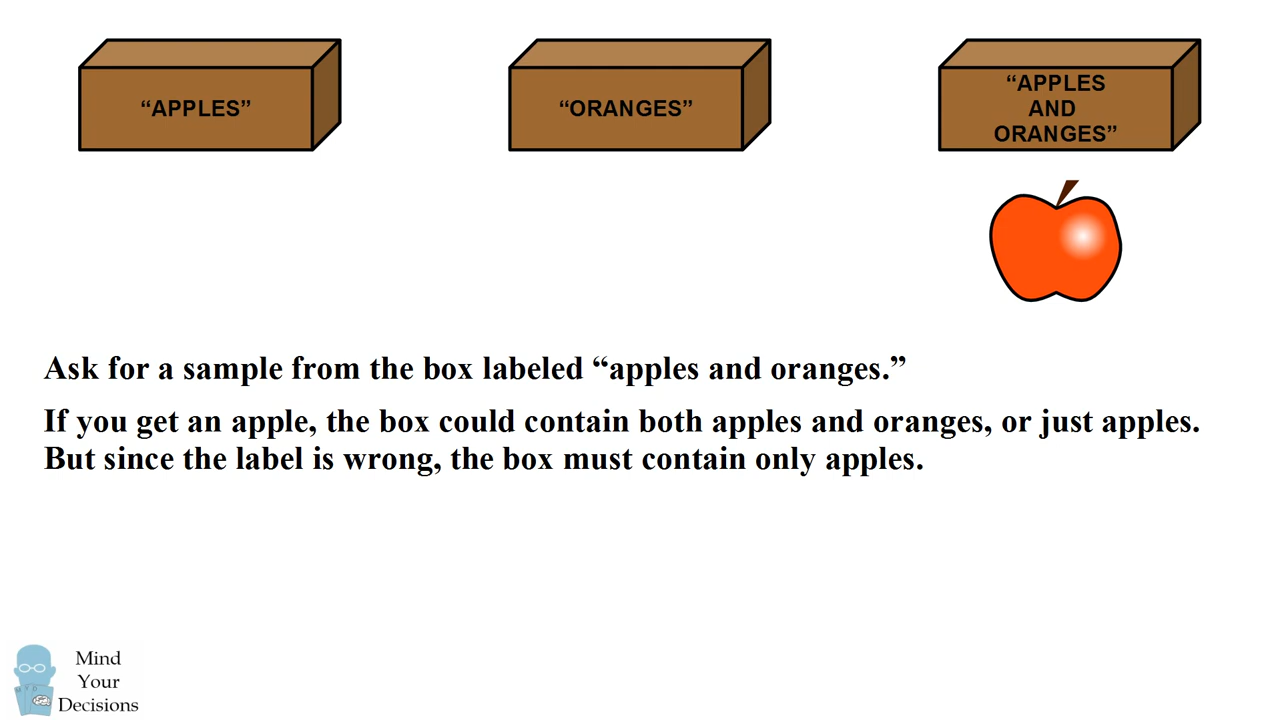 “APPLES”
“ORANGES”
“APPLES
AND
ORANGES”
Ask for a sample from the box labeled “apples and oranges.”
If you get an apple, the box could contain both apples and oranges, or just apples.
But since the label is wrong, the box must contain only apples.
Mind
Your
Decisions